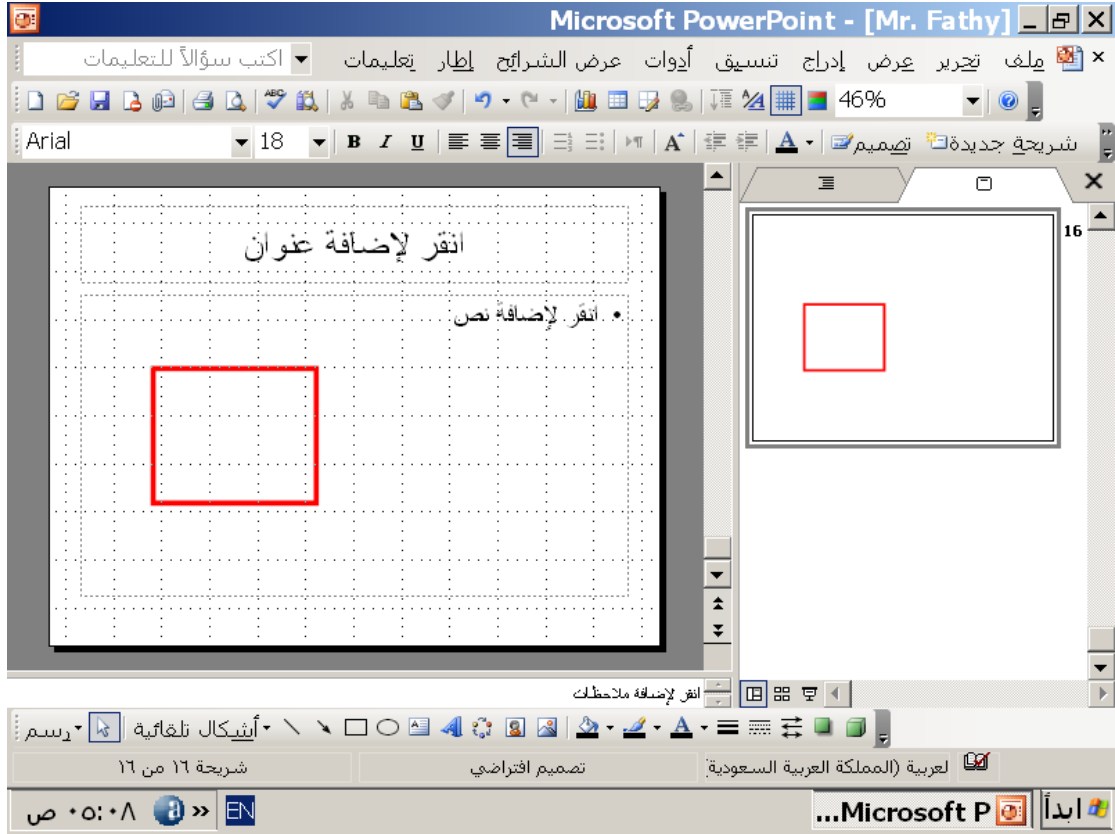 Microsoft PowerPoint - [Mr. Fathy]
ملف تحرير عرض إدراج تنسيق أدوات عرض الشرائح إطار تعليمات اكتب سؤالاً للتعليمات
46%
Arial 18 B I U A A شريحة جديدة تصميم
انقر لإضافة عنوان
• انقر لإضافة نص
16
انقر لإضافة ملاحظات
رسم أشكال تلقائية A
شريحة ١٦ من ١٦ تصميم افتراضي لعربية (المملكة العربية السعودية
ابدأ Microsoft P... EN ٠٥:٠٨ ص